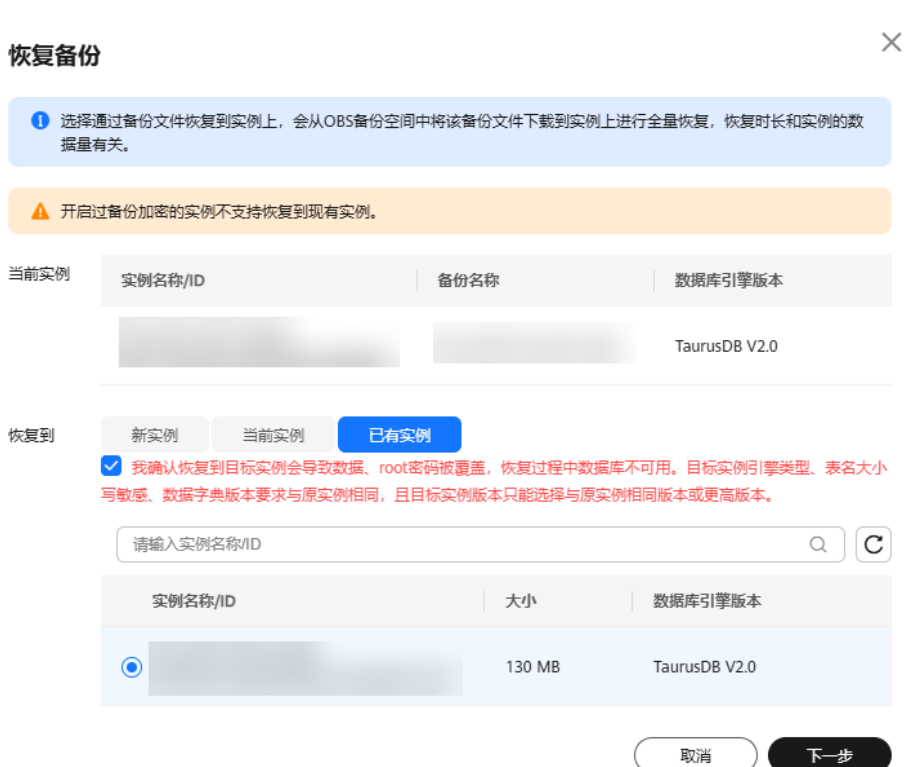 恢复备份
选择通过备份文件恢复到实例上，会从OBS备份空间中将该备份文件下载到实例上进行全量恢复，恢复时长和实例的数
据量有关。
开启过备份加密的实例不支持恢复到现有实例。
当前实例
实例名称/ID 备份名称 数据库引擎版本
TaurusDB V2.0
恢复到 新实例 当前实例 已有实例
我确认恢复到目标实例会导致数据、root密码被覆盖，恢复过程中数据库不可用。目标实例引擎类型、表名大小
写敏感、数据字典版本要求与原实例相同，且目标实例版本只能选择与原实例相同版本或更高版本。
请输入实例名称/ID
实例名称/ID 大小 数据库引擎版本
130 MB TaurusDB V2.0
取消 下一步